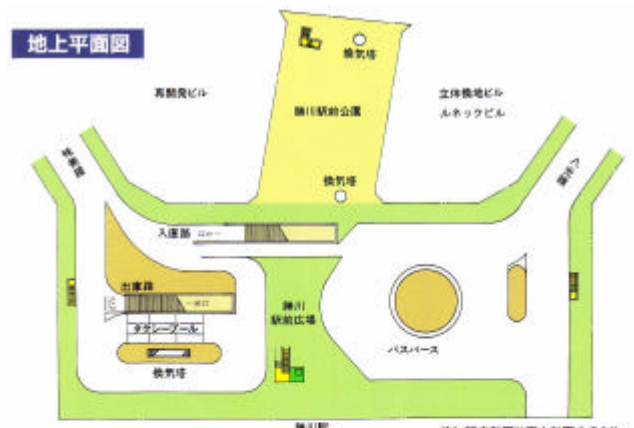 地上平面図
換気塔
再開発ビル
立体換地ビル
ルネックビル
勝川駅前公園
換気塔
入庫路
出庫路
勝川
駅前広場
タクシープール
換気塔
バスバース
勝川駅